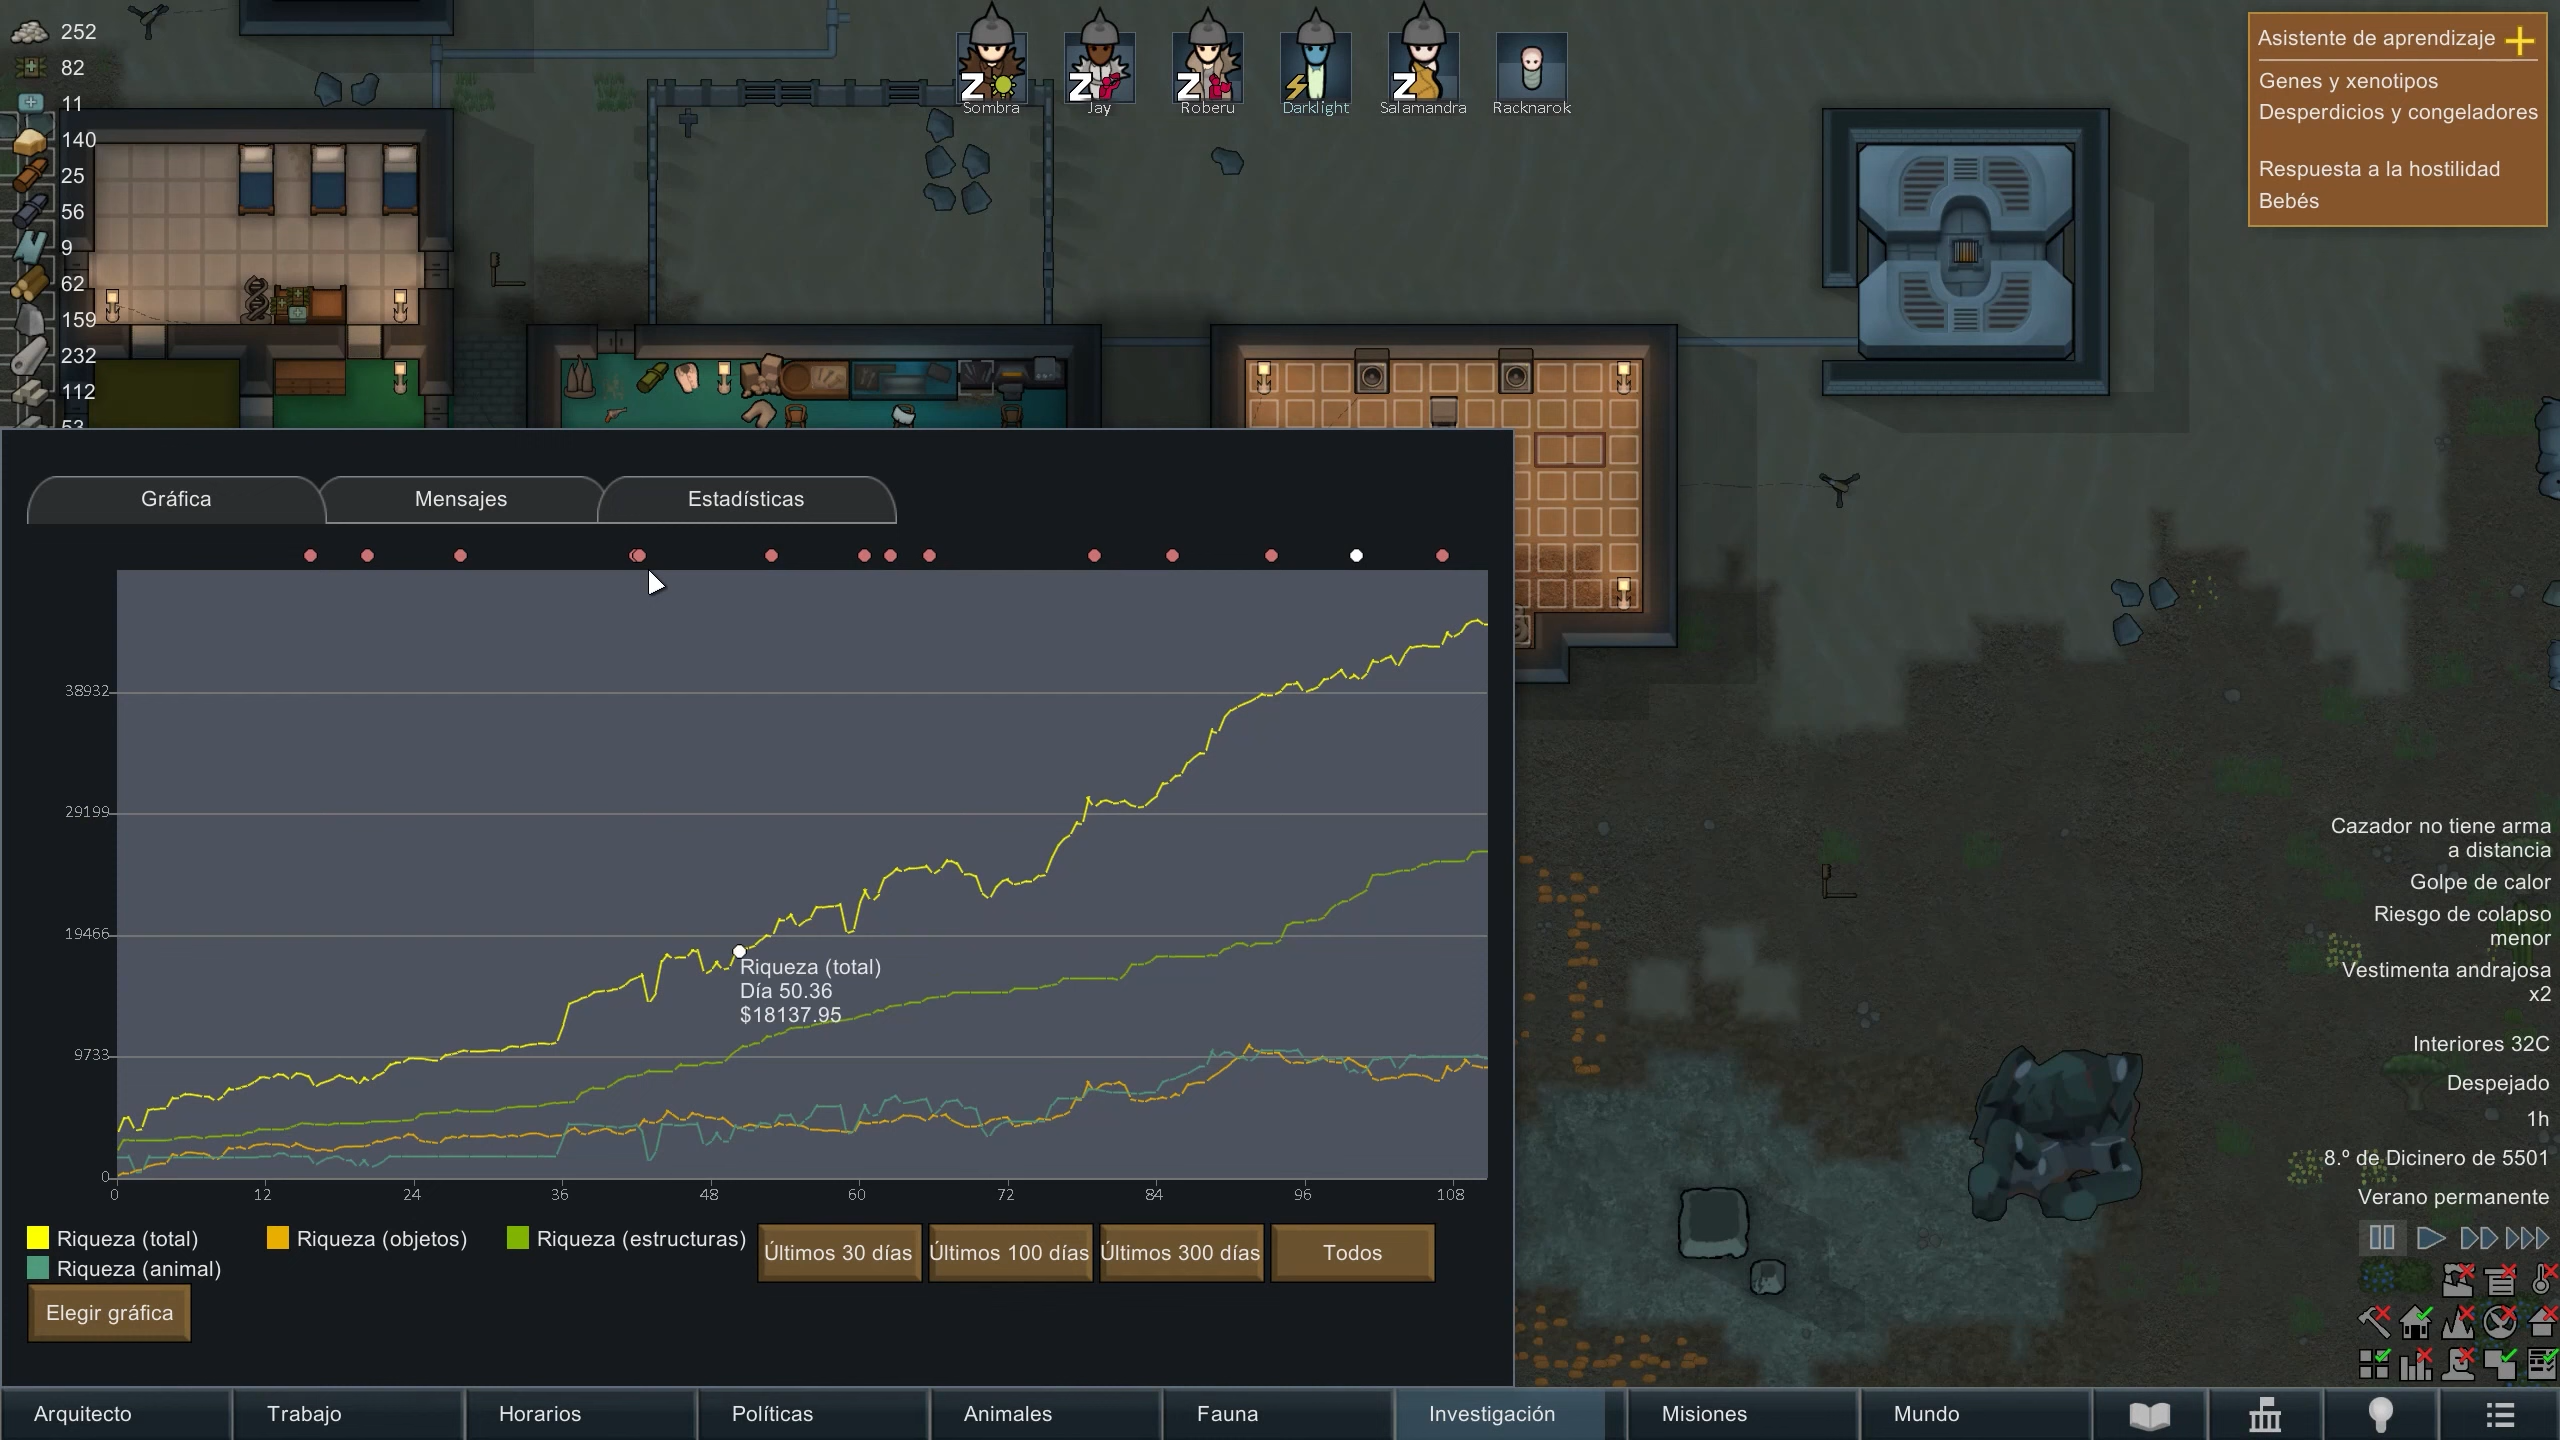 252
82
11
140
25
56
9
62
159
232
112
53
Sombra
Jay
Roberu
Darklight
Salamandra
Racknarok
Asistente de aprendizaje
Genes y xenotipos
Desperdicios y congeladores
Respuesta a la hostilidad
Bebés
Gráfica
Mensajes
Estadísticas
38932
29199
19466
9733
0
Riqueza (total)
Día 50.36
$18137.95
0
12
24
36
48
60
72
84
96
108
Riqueza (total)
Riqueza (objetos)
Riqueza (estructuras)
Riqueza (animal)
Últimos 30 días
Últimos 100 días
Últimos 300 días
Todos
Elegir gráfica
Cazador no tiene arma
a distancia
Golpe de calor
Riesgo de colapso
menor
Vestimenta andrajosa
x2
Interiores 32C
Despejado
1h
8.º de Dicinero de 5501
Verano permanente
Arquitecto
Trabajo
Horarios
Políticas
Animales
Fauna
Investigación
Misiones
Mundo